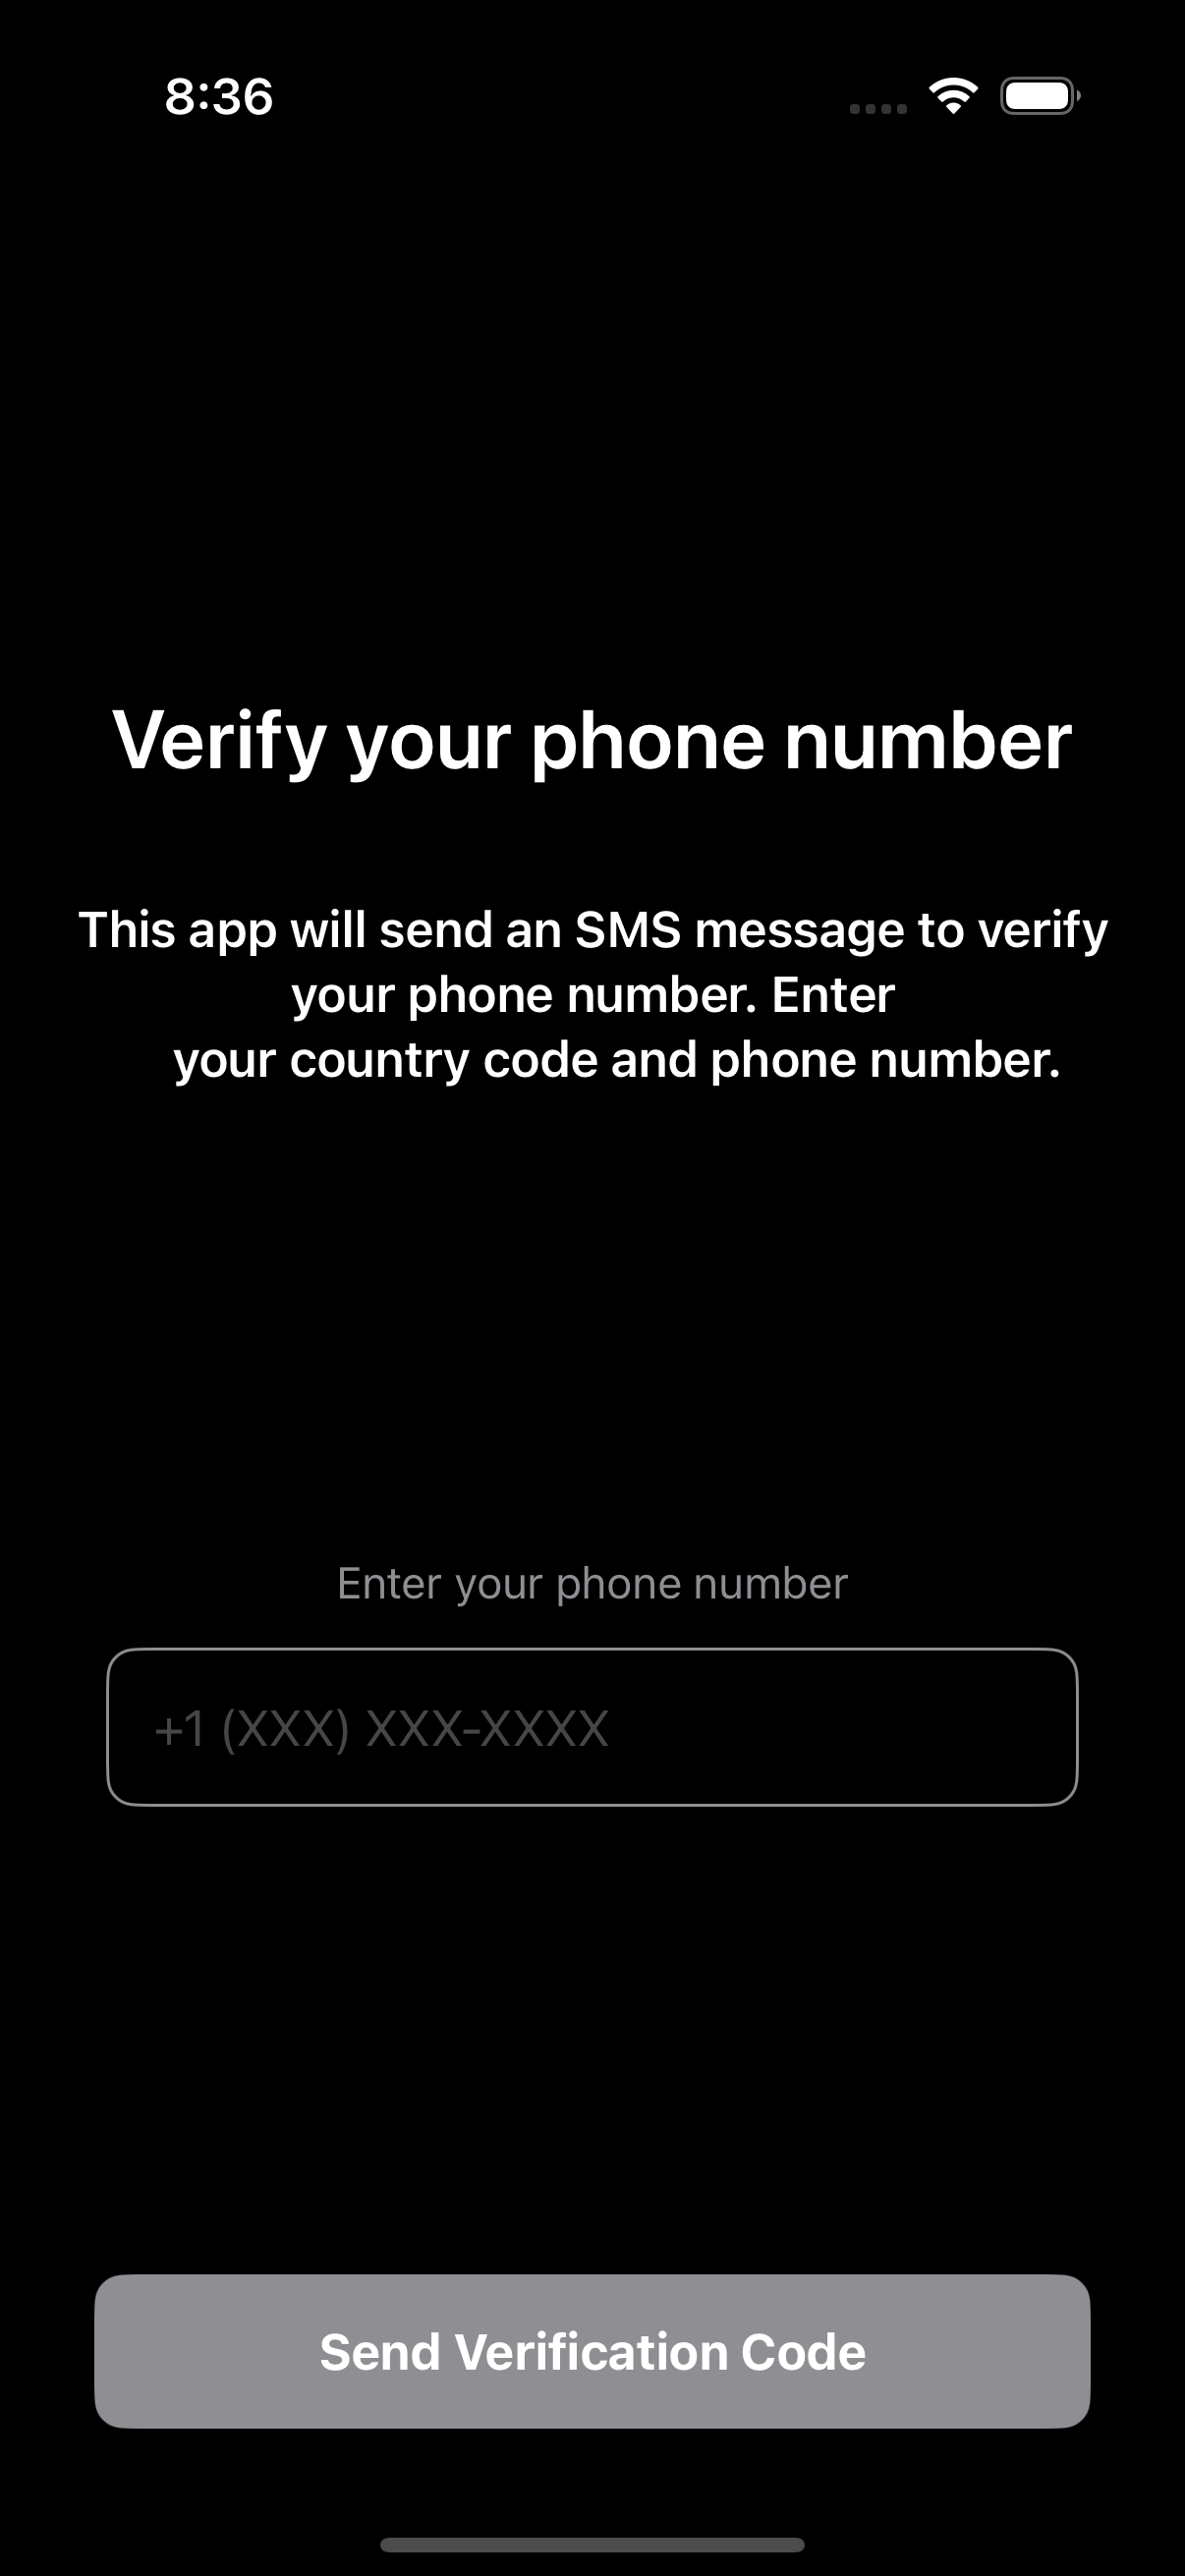 8:36
Verify your phone number
This app will send an SMS message to verify
your phone number. Enter
your country code and phone number.
Enter your phone number
+1 (XXX) XXX-XXXX
Send Verification Code